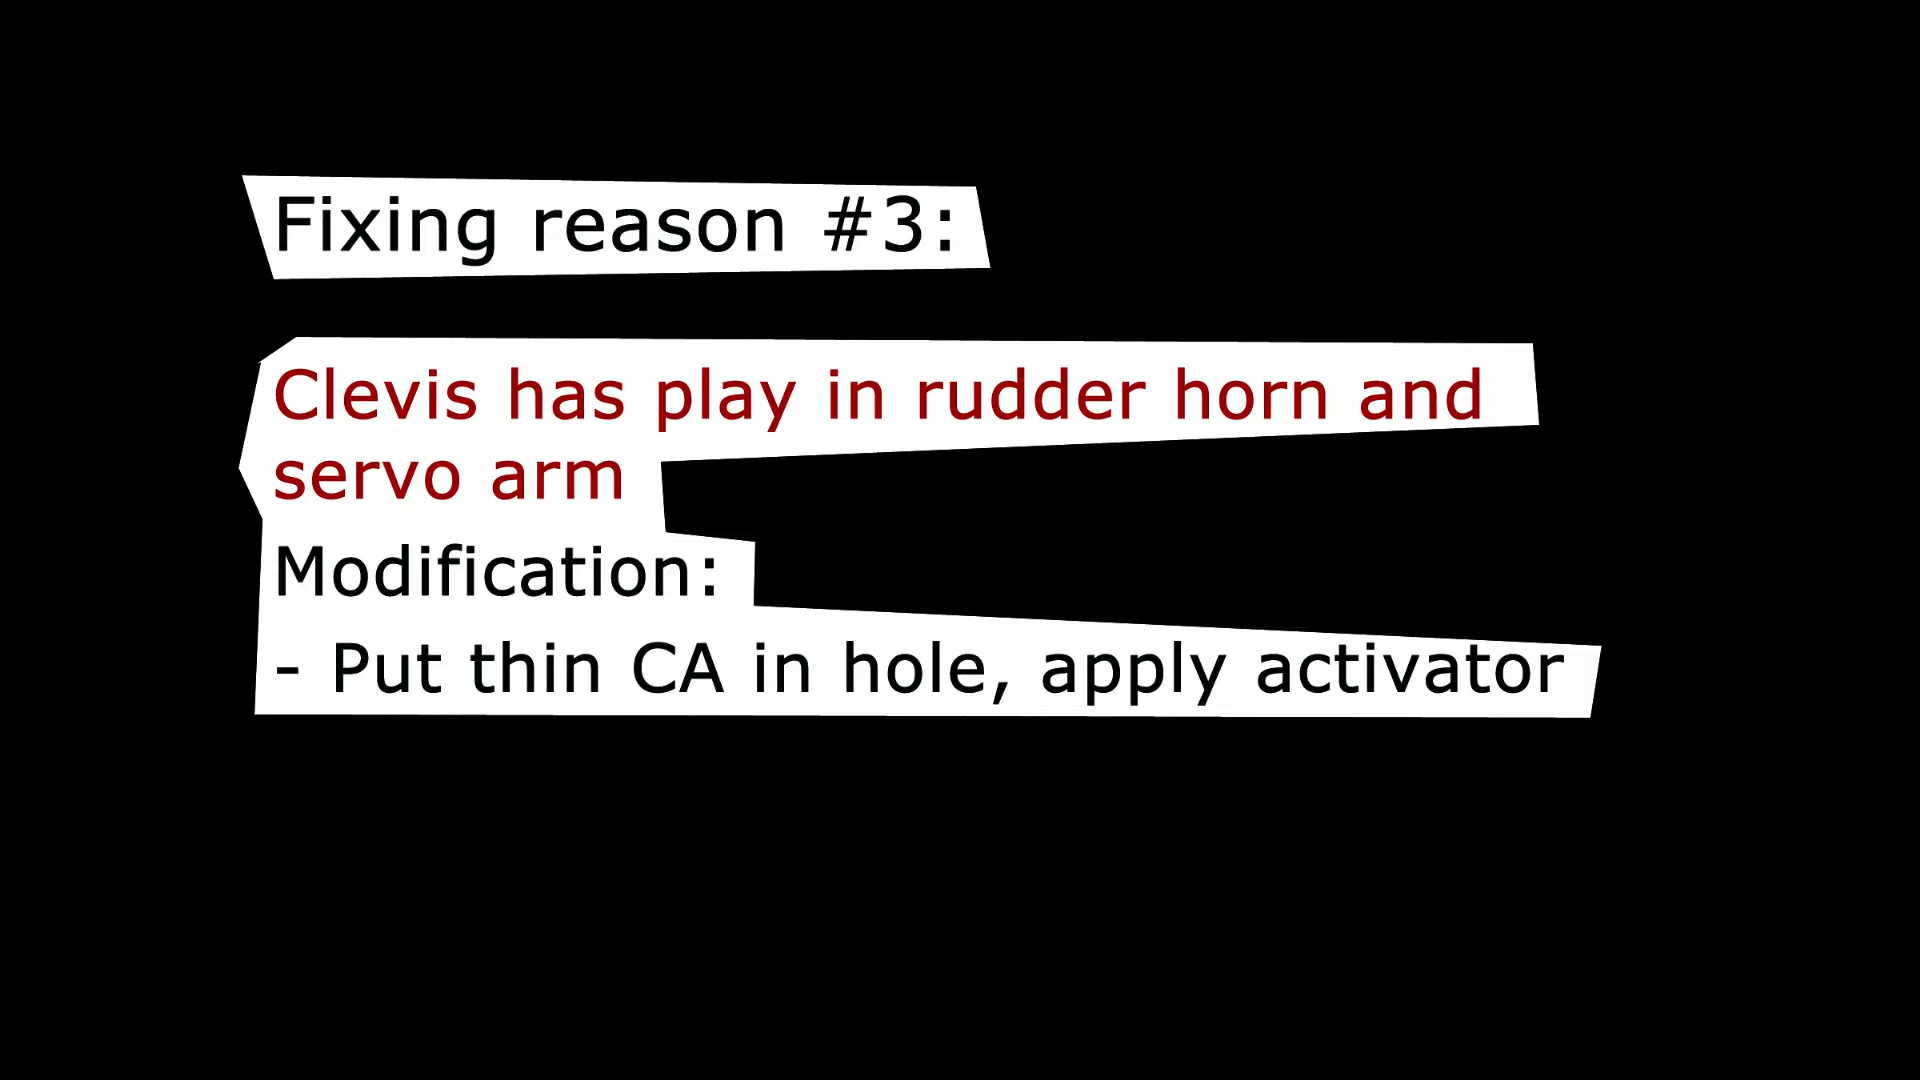 Fixing reason #3:
Clevis has play in rudder horn and
servo arm
Modification:
- Put thin CA in hole, apply activator